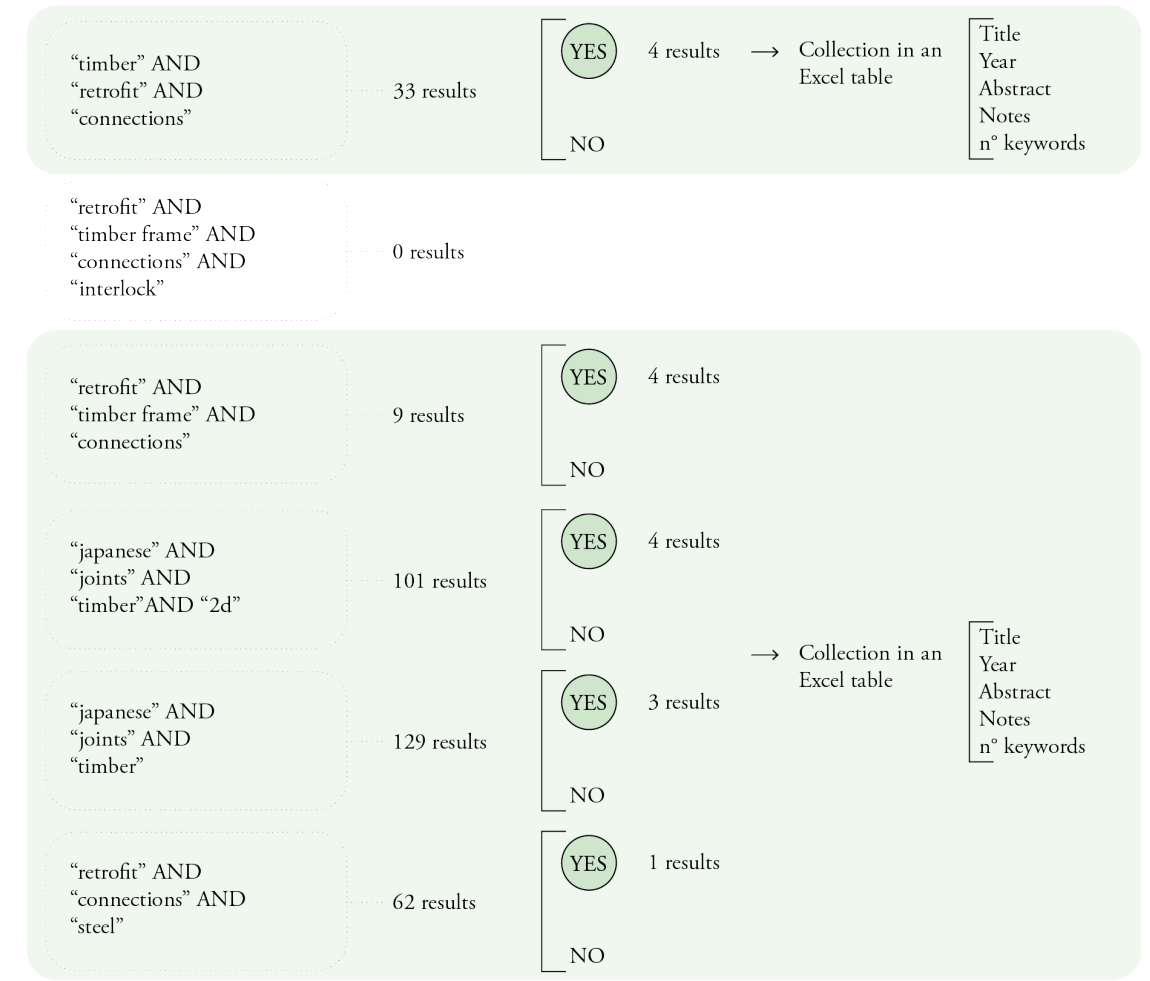 “timber” AND
“retrofit” AND
“connections”
33 results
YES
NO
4 results
→
Collection in an
Excel table
Title
Year
Abstract
Notes
n° keywords
“retrofit” AND
“timber frame” AND
“connections” AND
“interlock”
0 results
“retrofit” AND
“timber frame” AND
“connections”
9 results
YES
NO
4 results
“japanese” AND
“joints” AND
“timber”AND “2d”
101 results
YES
NO
4 results
“japanese” AND
“joints” AND
“timber”
129 results
YES
NO
3 results
“retrofit” AND
“connections” AND
“steel”
62 results
YES
NO
1 results
→
Collection in an
Excel table
Title
Year
Abstract
Notes
n° keywords